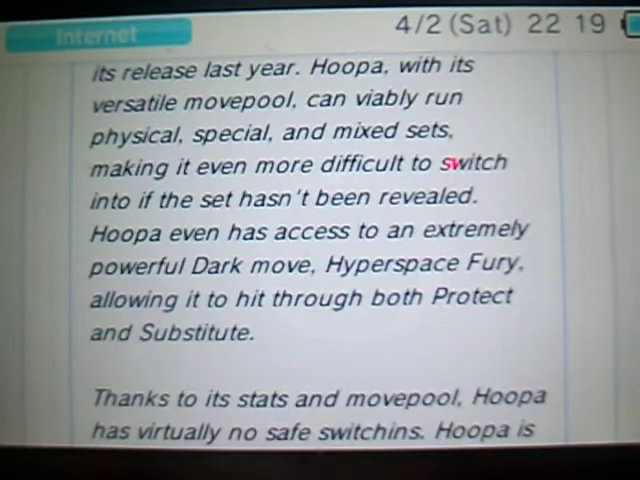 Internet
4/2 (Sat) 22 19
its release last year. Hoopa, with its
versatile movepool, can viably run
physical, special, and mixed sets,
making it even more difficult to switch
into if the set hasn't been revealed.
Hoopa even has access to an extremely
powerful Dark move, Hyperspace Fury,
allowing it to hit through both Protect
and Substitute.
Thanks to its stats and movepool, Hoopa
has virtually no safe switchins. Hoopa is